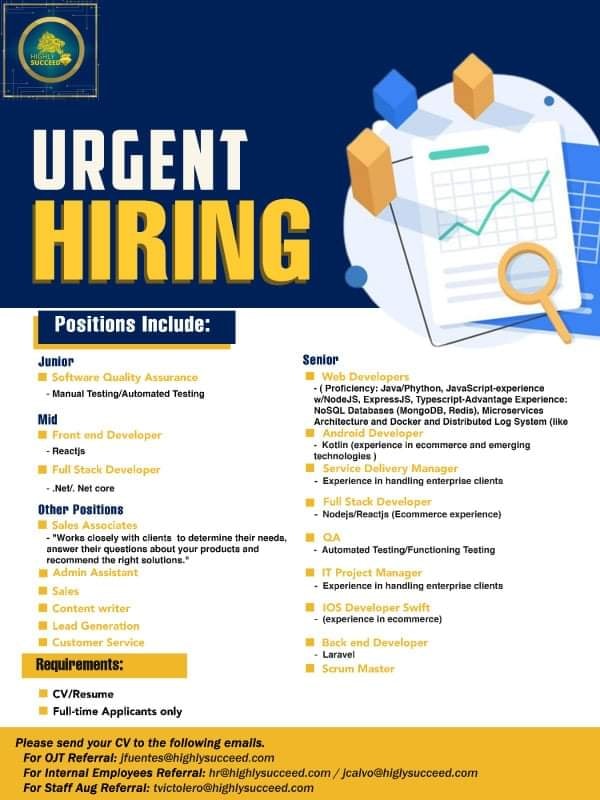 HIGHLY
SUCCEED
URGENT
HIRING
Positions Include:
Junior
Software Quality Assurance
- Manual Testing/Automated Testing
Mid
Front end Developer
- Reactjs
Full Stack Developer
- .Net/. Net core
Other Positions
Sales Associates
- "Works closely with clients to determine their needs,
answer their questions about your products and
recommend the right solutions."
Admin Assistant
Sales
Content writer
Lead Generation
Customer Service
Requirements:
CV/Resume
Full-time Applicants only
Senior
Web Developers
- ( Proficiency: Java/Phython, JavaScript-experience
w/NodeJS, ExpressJS, Typescript-Advantage Experience:
NoSQL Databases (MongoDB, Redis), Microservices
Architecture and Docker and Distributed Log System (like
Android Developer
- Kotlin (experience in ecommerce and emerging
technologies )
Service Delivery Manager
- Experience in handling enterprise clients
Full Stack Developer
- Nodejs/Reactjs (Ecommerce experience)
QA
- Automated Testing/Functioning Testing
IT Project Manager
- Experience in handling enterprise clients
IOS Developer Swift
- (experience in ecommerce)
Back end Developer
- Laravel
Scrum Master
Please send your CV to the following emails.
For OJT Referral: jfuentes@highlysucceed.com
For Internal Employees Referral: hr@highlysucceed.com / jcalvo@higlysucceed.com
For Staff Aug Referral: tvictolero@highlysucceed.com